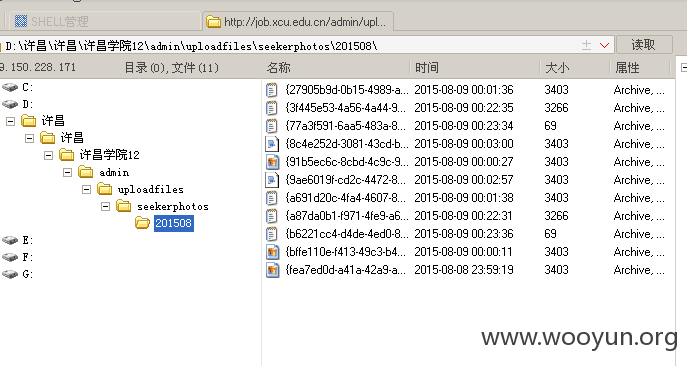 SHELL管理
http://job.xcu.edu.cn/admin/upl...
D:\许昌\许昌\许昌学院12\admin\uploadfiles\seekerphotos\201508\ 读取
9.150.228.171 目录(0),文件(11) 名称 时间 大小 属性
C:
D:
许昌
许昌
许昌学院12
admin
uploadfiles
seekerphotos
201508
E:
F:
G:
{27905b9d-0b15-4989-a... 2015-08-09 00:01:36 3403 Archive, ...
{3f445e53-4a56-4a44-9... 2015-08-09 00:22:35 3266 Archive, ...
{77a3f591-6aa5-483a-8... 2015-08-09 00:23:34 69 Archive, ...
{8c4e252d-3081-43cd-b... 2015-08-09 00:03:00 3403 Archive, ...
{91b5ec6c-8cbd-4c9c-9... 2015-08-09 00:00:27 3403 Archive, ...
{9ae6019f-cd2c-4472-8... 2015-08-09 00:02:57 3403 Archive, ...
{a691d20c-4fa4-4607-8... 2015-08-09 00:01:38 3403 Archive, ...
{a87da0b1-f971-4fe9-a6... 2015-08-09 00:22:31 3266 Archive, ...
{b6221cc4-d4de-4ed0-8... 2015-08-09 00:23:36 69 Archive, ...
{bffe110e-f413-49c3-b4... 2015-08-09 00:00:11 3403 Archive, ...
{fea7ed0d-a41a-42a9-a... 2015-08-08 23:59:19 3403 Archive, ...
www.wooyun.org